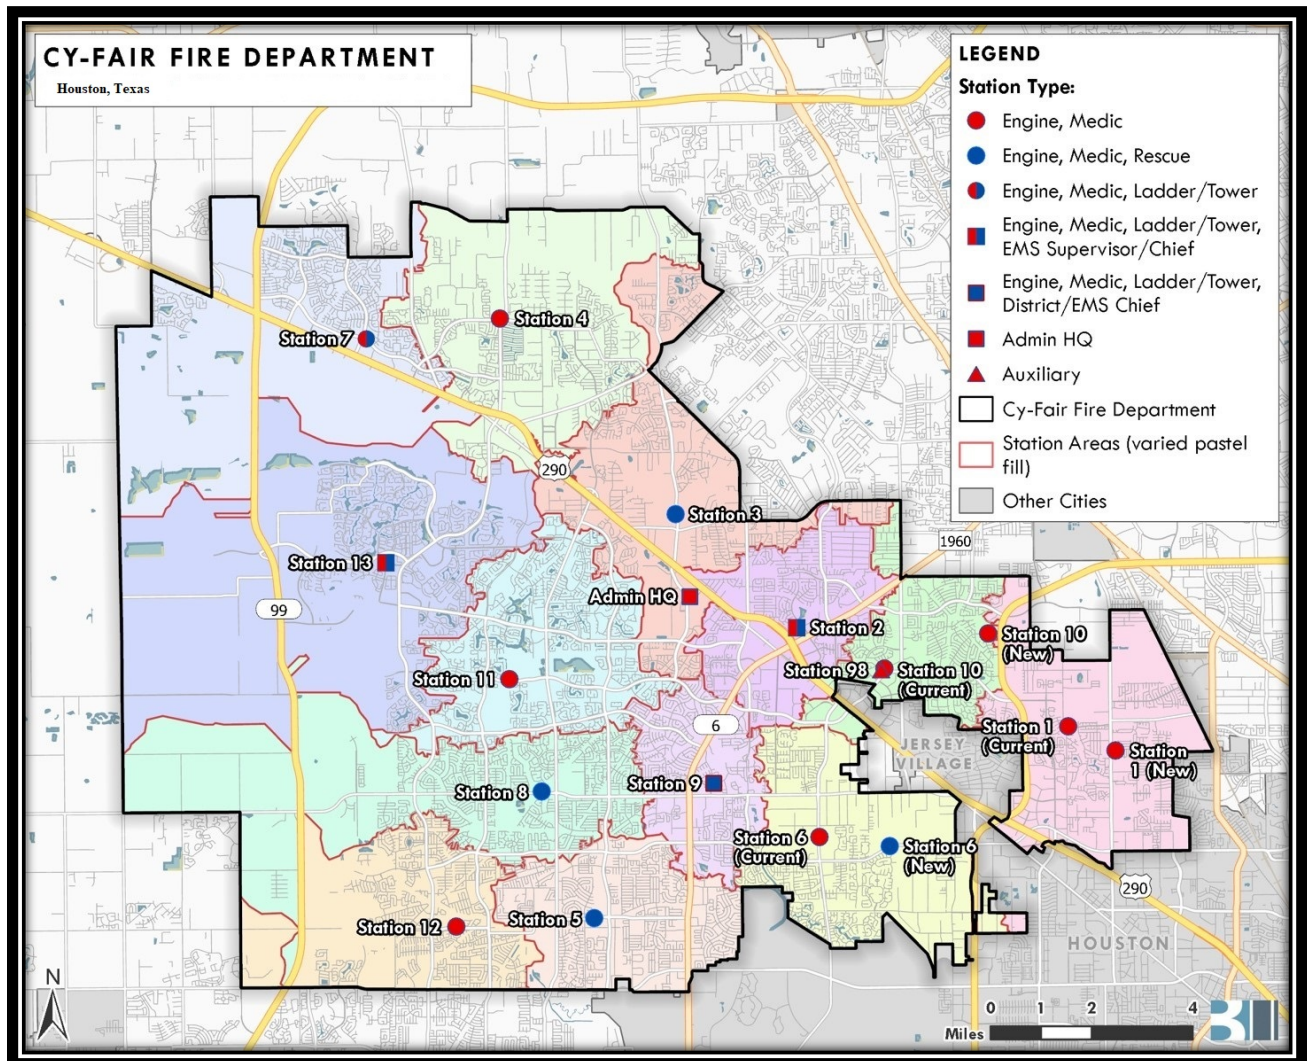 CY-FAIR FIRE DEPARTMENT
Houston, Texas
LEGEND
Station Type:
Engine, Medic
Engine, Medic, Rescue
Engine, Medic, Ladder/Tower
Engine, Medic, Ladder/Tower,
EMS Supervisor/Chief
Engine, Medic, Ladder/Tower,
District/EMS Chief
Admin HQ
Auxiliary
Cy-Fair Fire Department
Station Areas (varied pastel
fill)
Other Cities
Station 4
Station 7
290
Station 3
1960
Station 13
99
Admin HQ
Station 2
Station 10
(New)
Station 98
Station 10
(Current)
Station 11
6
Station 1
(Current)
JERSEY
VILLAGE
Station
1 (New)
Station 8
Station 9
Station 6
(Current)
Station 6
(New)
290
Station 12
Station 5
HOUSTON
N
0 1 2 4
Miles